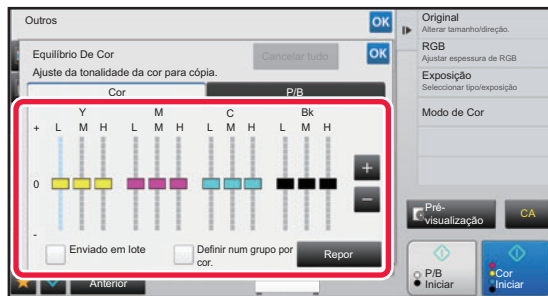 Outros
OK
Equilíbrio De Cor
Cancelar tudo
OK
Ajuste da tonalidade da cor para cópia.
Cor
P/B
Y
M
C
Bk
+ L M H L M H L M H L M H
0
+
-
-
Enviado em lote
Definir num grupo por
cor.
Repor
Anterior
Original
Alterar tamanho/direção.
RGB
Ajustar espessura de RGB
Exposição
Seleccionar tipo/exposição
Modo de Cor
Pré-
visualização
CA
P/B
Iniciar
Cor
Iniciar